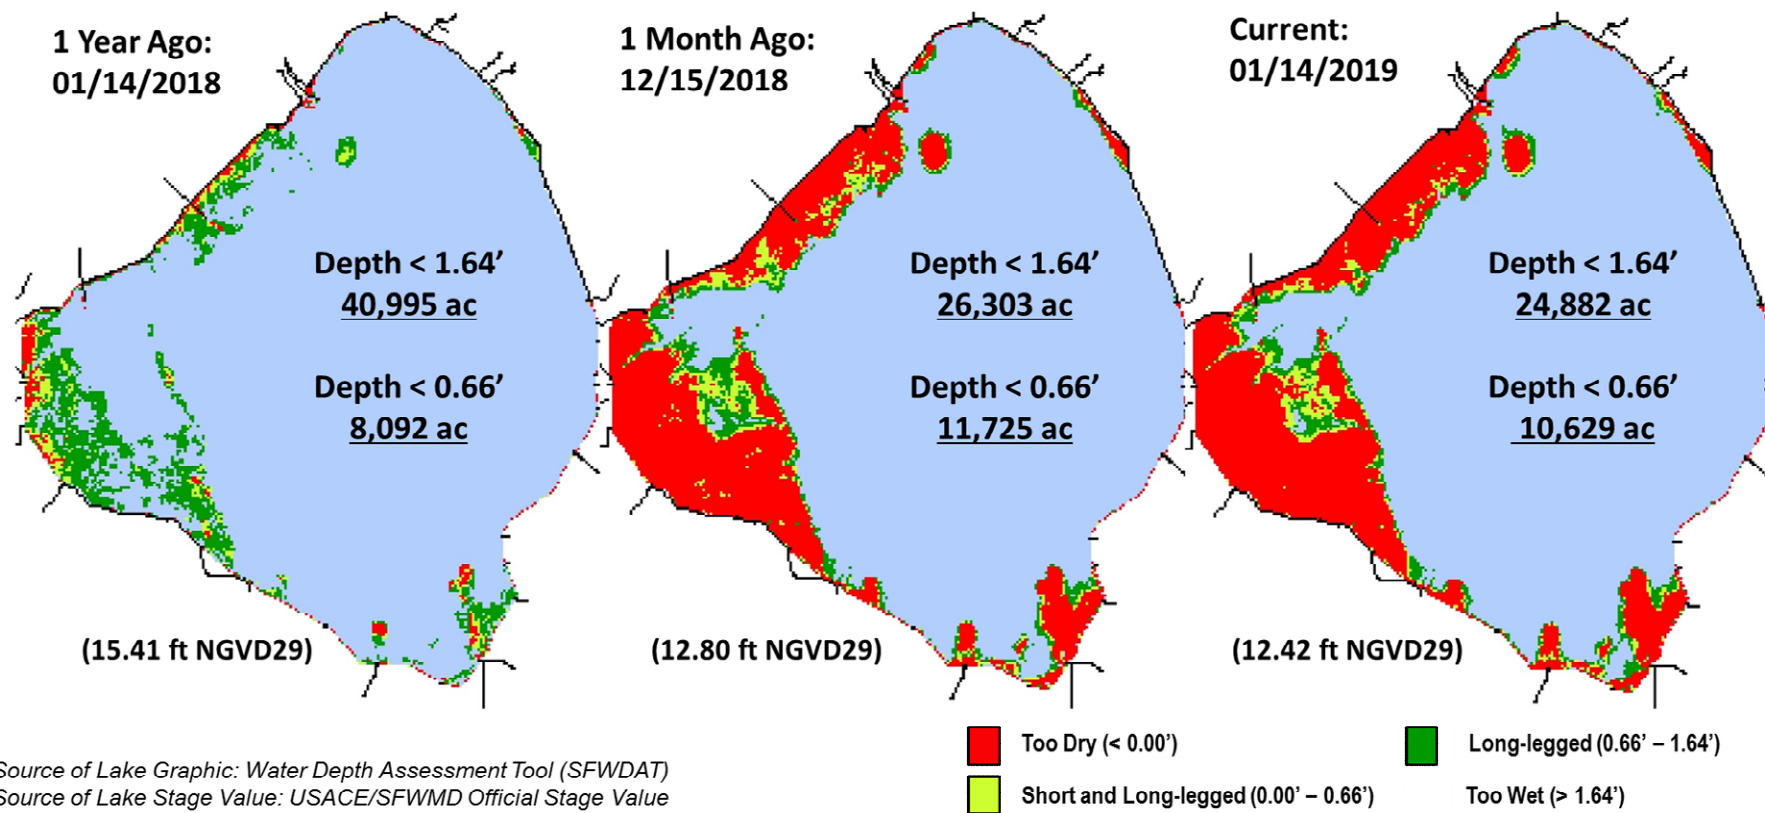 1 Year Ago:
01/14/2018
Depth < 1.64’
40,995 ac
Depth < 0.66’
8,092 ac
(15.41 ft NGVD29)
1 Month Ago:
12/15/2018
Depth < 1.64’
26,303 ac
Depth < 0.66’
11,725 ac
(12.80 ft NGVD29)
Current:
01/14/2019
Depth < 1.64’
24,882 ac
Depth < 0.66’
10,629 ac
(12.42 ft NGVD29)
Too Dry (< 0.00’)
Short and Long-legged (0.00’ – 0.66’)
Long-legged (0.66’ – 1.64’)
Too Wet (> 1.64’)
Source of Lake Graphic: Water Depth Assessment Tool (SFWDAT)
Source of Lake Stage Value: USACE/SFWMD Official Stage Value